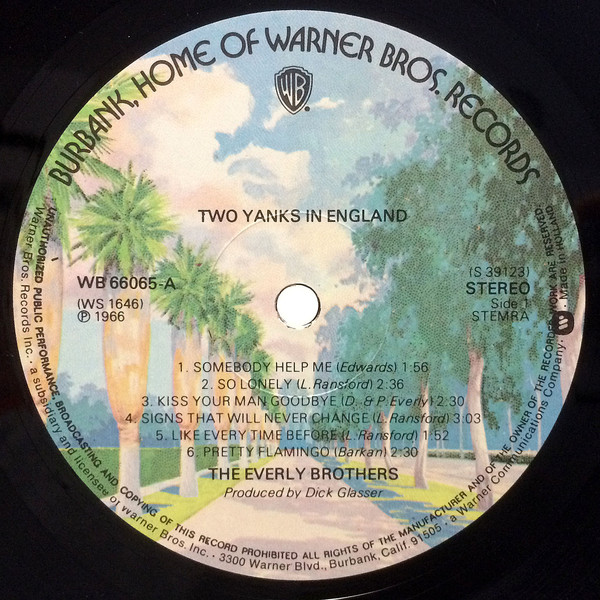 BURBANK, HOME OF WARNER BROS. RECORDS
WB
TWO YANKS IN ENGLAND
WB 66065-A
(WS 1646)
℗ 1966
(S 39123)
STEREO
Side 1
STEMRA
1. SOMEBODY HELP ME (Edwards) 1:56
2. SO LONELY (L. Ransford) 2:36
3. KISS YOUR MAN GOODBYE (D. & P. Everly) 2:30
4. SIGNS THAT WILL NEVER CHANGE (L. Ransford) 3:03
5. LIKE EVERY TIME BEFORE (L. Ransford) 1:52
6. PRETTY FLAMINGO (Barkan) 2:30
THE EVERLY BROTHERS
Produced by Dick Glasser
UNAUTHORIZED PUBLIC PERFORMANCE, BROADCASTING AND COPYING OF THIS RECORD PROHIBITED ALL RIGHTS OF THE MANUFACTURER AND OF THE OWNER OF THE RECORDED WORK ARE RESERVED
Warner Bros. Records Inc. • a subsidiary and licensee of Warner Bros. Inc. • 3300 Warner Blvd., Burbank, Calif. 91505 • a Warner Communications Company. Made in Holland